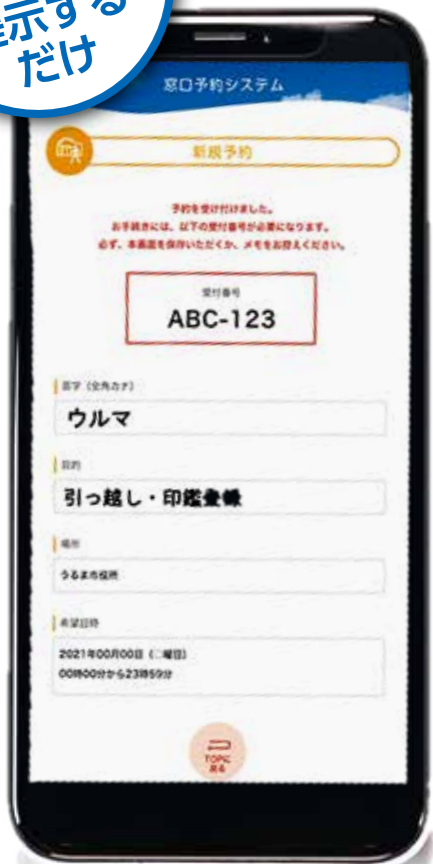 示する
だけ
窓口予約システム
新規予約
予約を受け付けました。
お手続きには、以下の受付番号が必要になります。
必ず、本画面を保存いただくか、メモをお控えください。
受付番号
ABC-123
苗字（全角カナ）
ウルマ
目的
引っ越し・印鑑登録
場所
うるま市役所
希望日時
2021年00月00日（□曜日）
00時00分から23時59分
TOPに
戻る